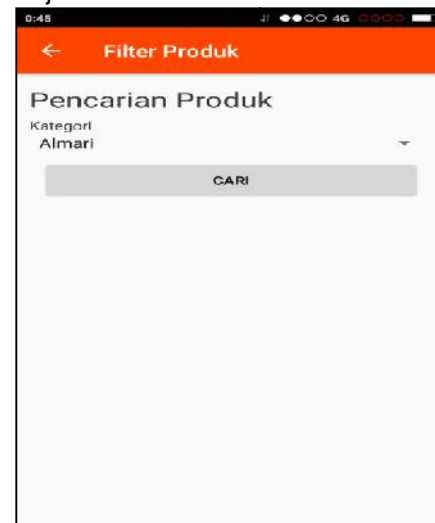 0:45 4G
Filter Produk
Pencarian Produk
Kategori
Almari
CARI